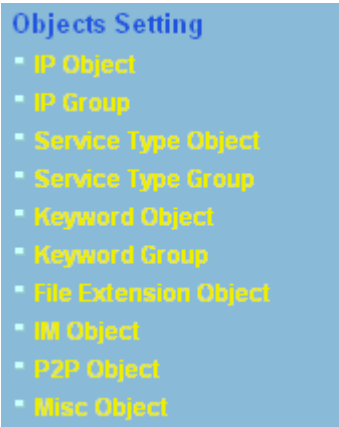 Objects Setting
IP Object
IP Group
Service Type Object
Service Type Group
Keyword Object
Keyword Group
File Extension Object
IM Object
P2P Object
Misc Object